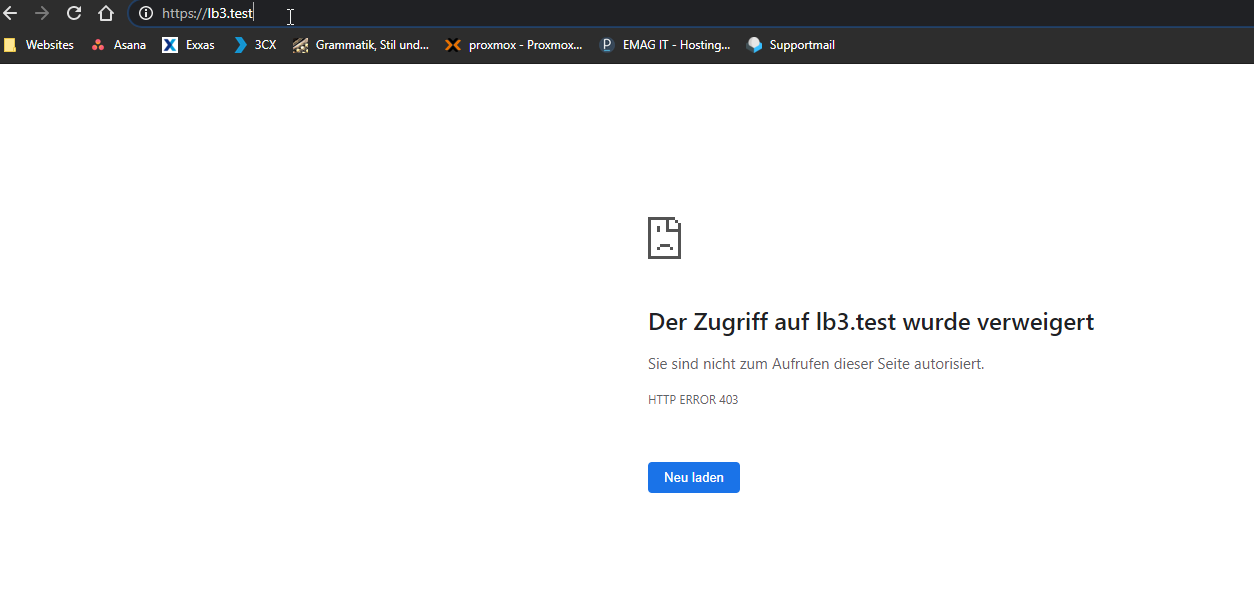 https://lb3.test
Websites Asana Exxas 3CX Grammatik, Stil und... proxmox - Proxmox... EMAG IT - Hosting... Supportmail
Der Zugriff auf lb3.test wurde verweigert
Sie sind nicht zum Aufrufen dieser Seite autorisiert.
HTTP ERROR 403
Neu laden